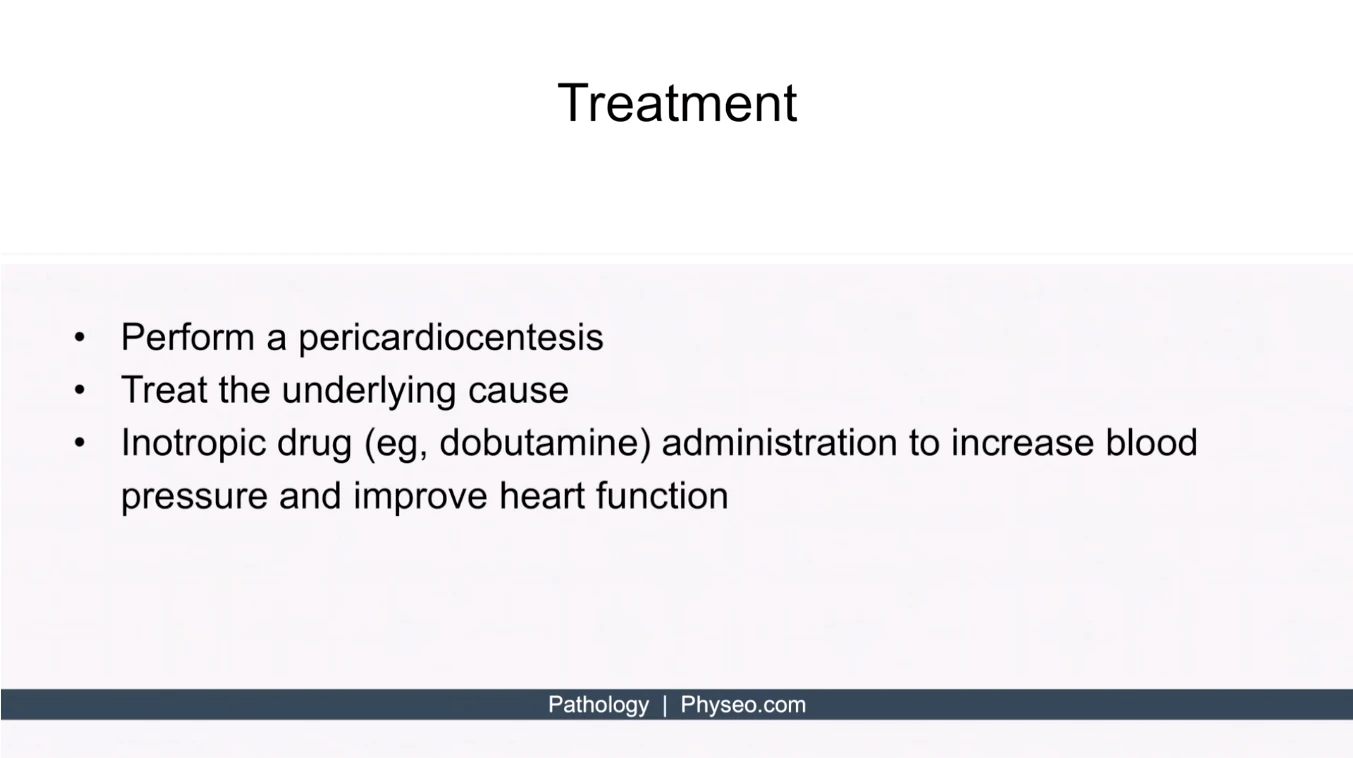 Treatment
• Perform a pericardiocentesis
• Treat the underlying cause
• Inotropic drug (eg, dobutamine) administration to increase blood
pressure and improve heart function
Pathology | Physeo.com